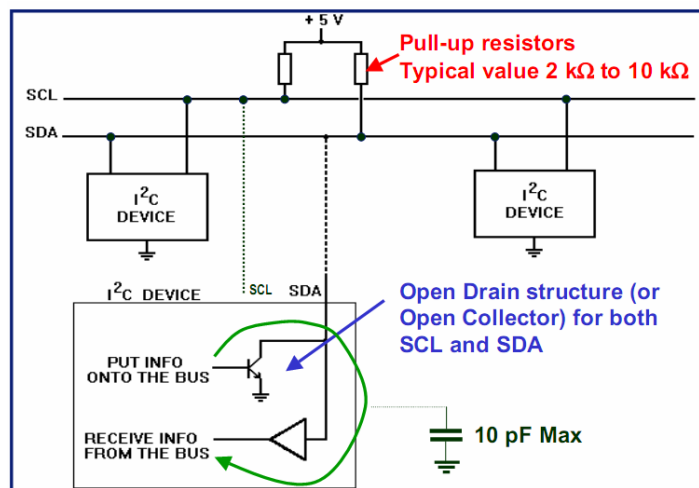 + 5 V
Pull-up resistors
Typical value 2 kΩ to 10 kΩ
SCL
SDA
I²C
DEVICE
I²C
DEVICE
I²C DEVICE
SCL
SDA
Open Drain structure (or
Open Collector) for both
SCL and SDA
PUT INFO
ONTO THE BUS
RECEIVE INFO
FROM THE BUS
10 pF Max